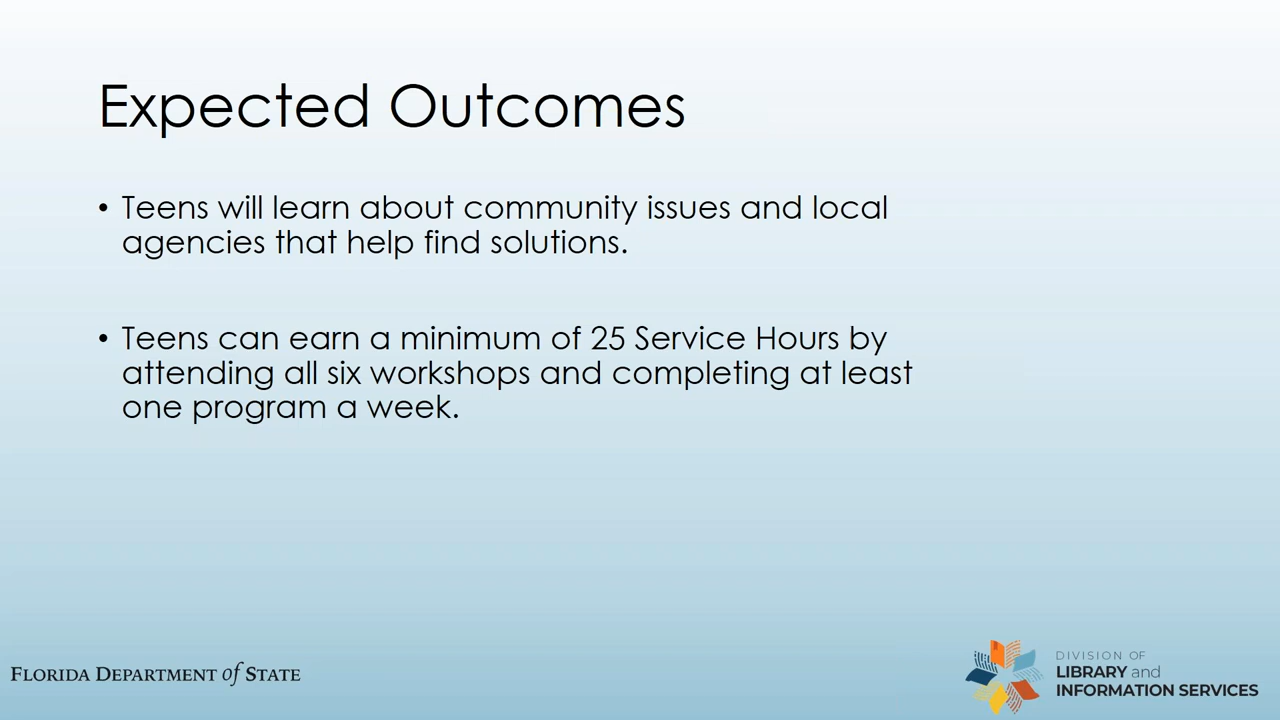 Expected Outcomes
• Teens will learn about community issues and local
agencies that help find solutions.
• Teens can earn a minimum of 25 Service Hours by
attending all six workshops and completing at least
one program a week.
FLORIDA DEPARTMENT of STATE
DIVISION OF
LIBRARY and
INFORMATION SERVICES